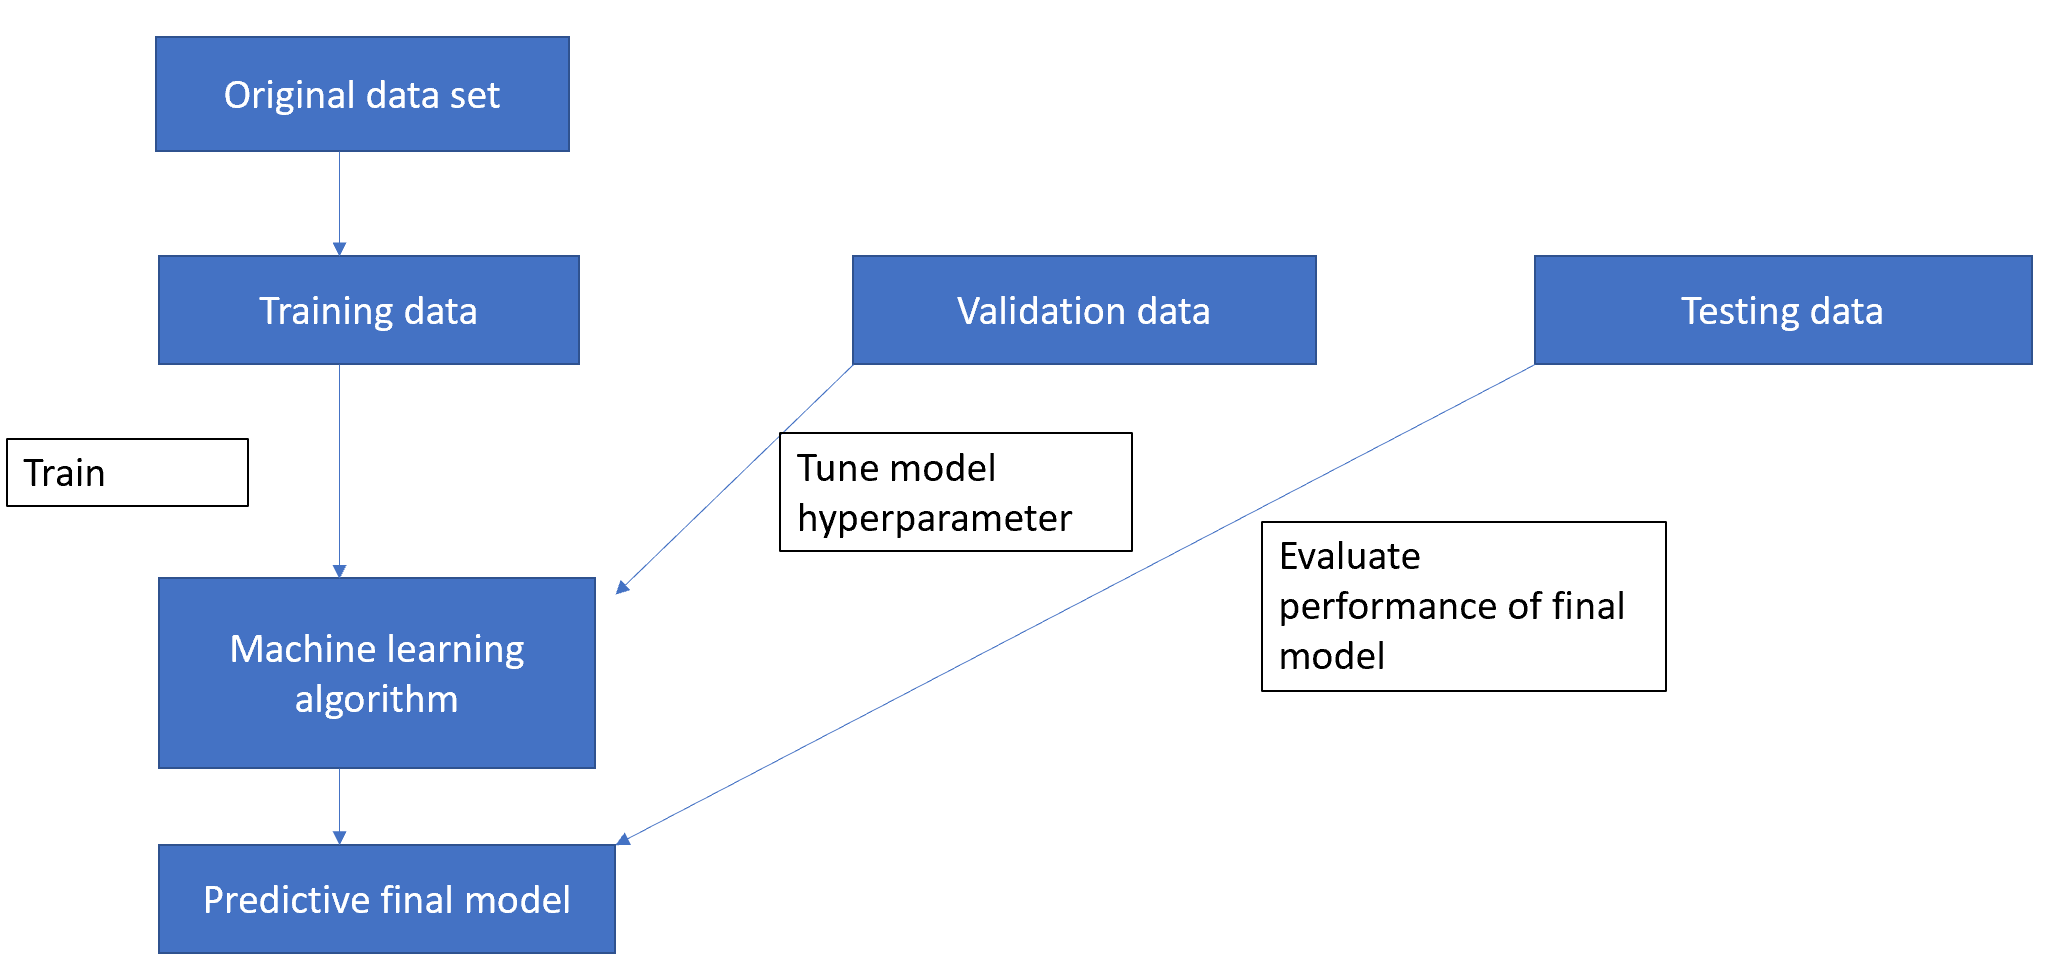 Original data set
Training data
Validation data
Testing data
Train
Tune model
hyperparameter
Evaluate
performance of final
model
Machine learning
algorithm
Predictive final model